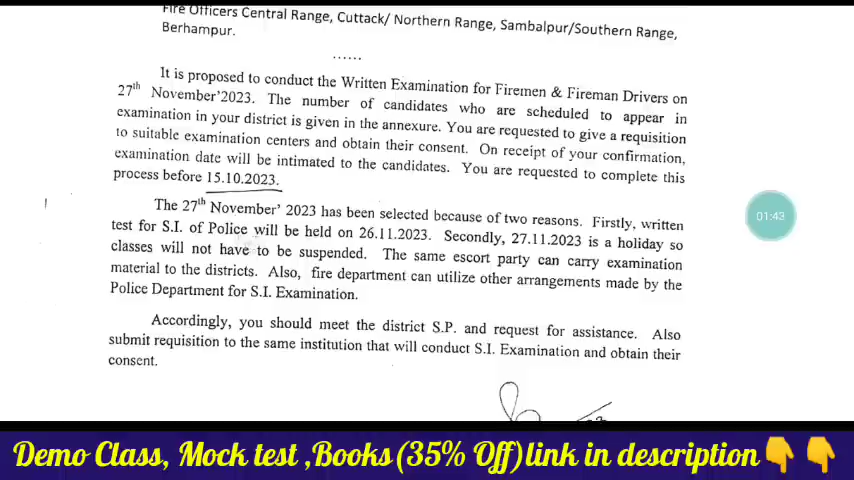 Fire Officers Central Range, Cuttack/ Northern Range, Sambalpur/Southern Range,
Berhampur.
......
It is proposed to conduct the Written Examination for Firemen & Fireman Drivers on
27th November'2023. The number of candidates who are scheduled to appear in
examination in your district is given in the annexure. You are requested to give a requisition
to suitable examination centers and obtain their consent. On receipt of your confirmation,
examination date will be intimated to the candidates. You are requested to complete this
process before 15.10.2023.
The 27th November' 2023 has been selected because of two reasons. Firstly, written
test for S.I. of Police will be held on 26.11.2023. Secondly, 27.11.2023 is a holiday so
classes will not have to be suspended. The same escort party can carry examination
material to the districts. Also, fire department can utilize other arrangements made by the
Police Department for S.I. Examination.
Accordingly, you should meet the district S.P. and request for assistance. Also
submit requisition to the same institution that will conduct S.I. Examination and obtain their
consent.
01:43
Demo Class, Mock test ,Books(35% Off)link in description👇👇